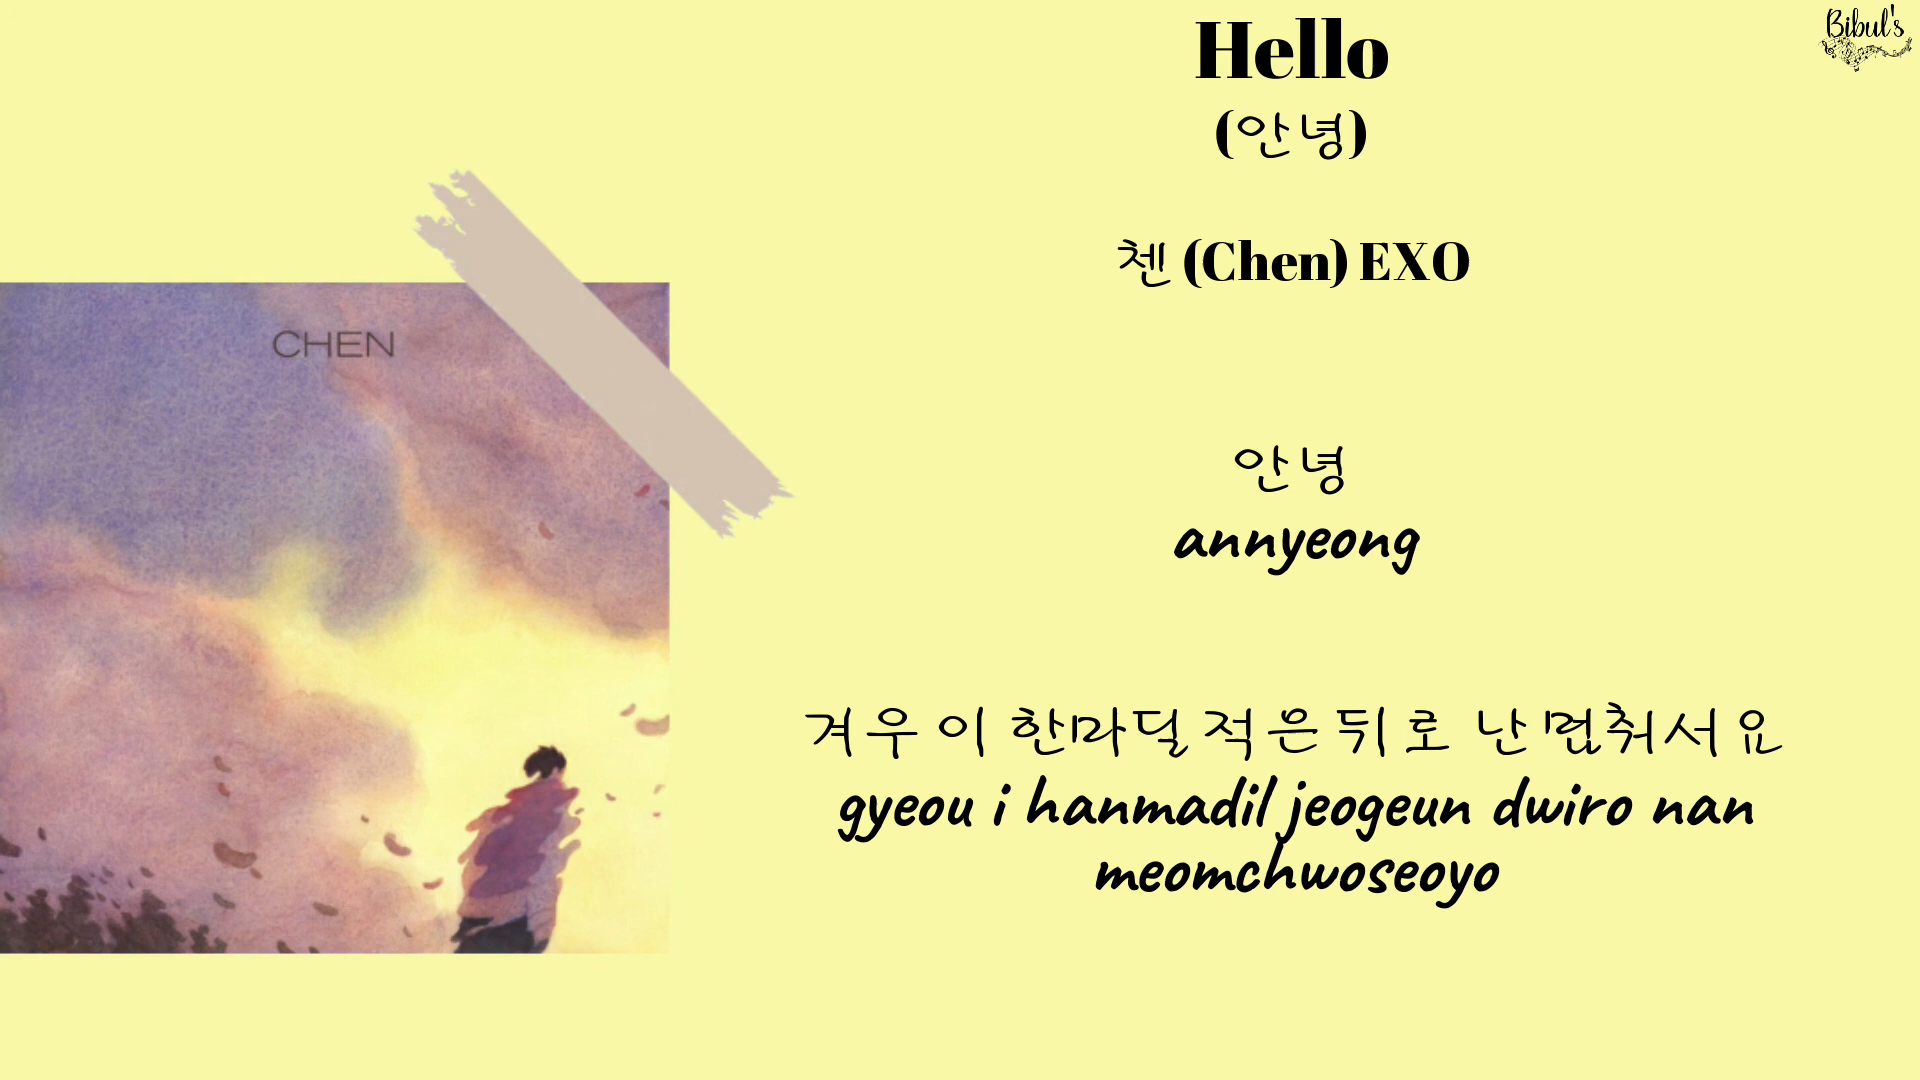 Hello
(안녕)
첸 (Chen) EXO
Bibul's
CHEN
안녕
annyeong
겨우 이 한마딜 적은 뒤로 난 멈춰서요
gyeou i hanmadil jeogeun dwiro nan
meomchwoseoyo